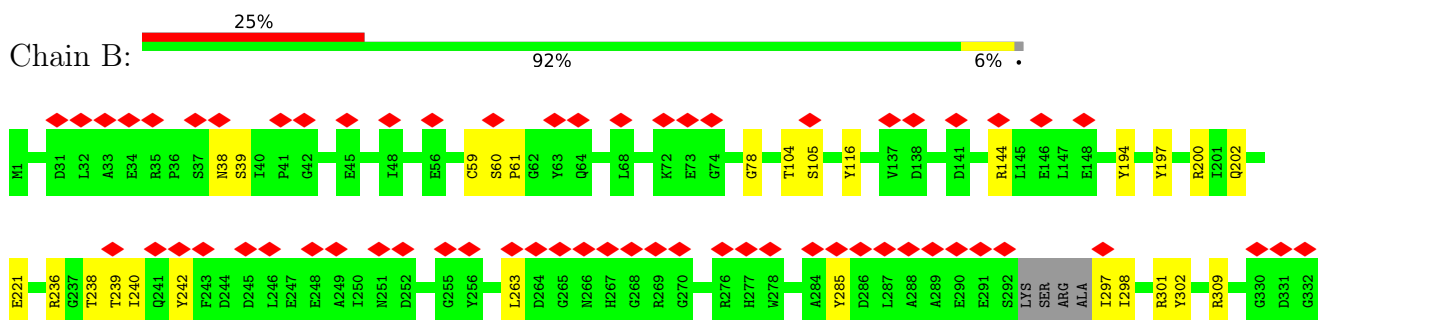 25%
Chain B:
92%
6%
•
M1 D31 L32 A33 E34 R35 P36 S37 N38 S39 I40 P41 G42 E45 I48 E56 C59 S60 P61 G62 Y63 Q64 L68 K72 E73 G74 G78 T104 S105 Y116 V137 D138 D141 R144 L145 E146 L147 E148 Y194 Y197 R200 I201 Q202
E221 R236 G237 T238 T239 I240 Q241 Y242 F243 D244 D245 L246 E247 E248 A249 I250 N251 D252 G255 Y256 L263 D264 G265 N266 H267 G268 R269 G270 R276 H277 W278 A284 Y285 D286 L287 A288 A289 E290 E291 S292 LYS SER ARG ALA I297 I298 R301 Y302 R309 G330 D331 G332